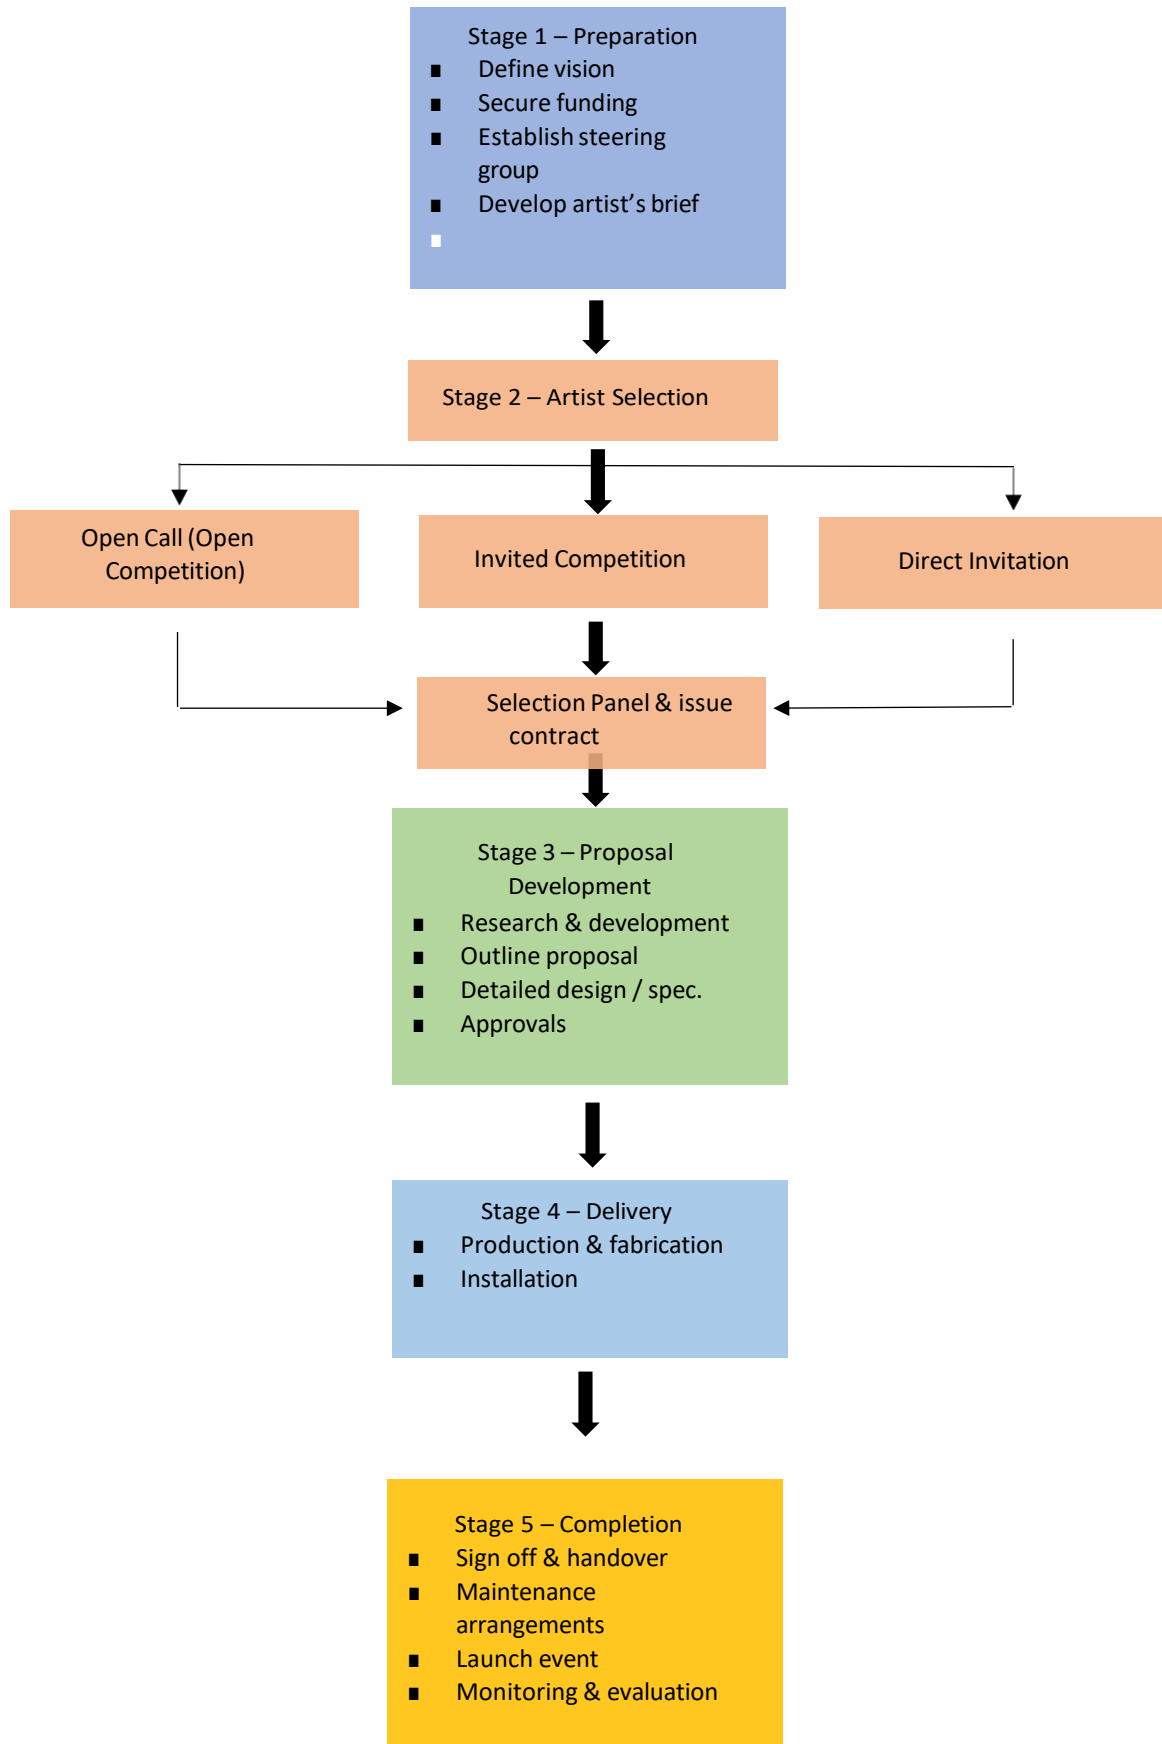 Stage 1 – Preparation
■ Define vision
■ Secure funding
■ Establish steering
group
■ Develop artist’s brief
■
Stage 2 – Artist Selection
Open Call (Open
Competition)
Invited Competition
Direct Invitation
Selection Panel & issue
contract
Stage 3 – Proposal
Development
■ Research & development
■ Outline proposal
■ Detailed design / spec.
■ Approvals
Stage 4 – Delivery
■ Production & fabrication
■ Installation
Stage 5 – Completion
■ Sign off & handover
■ Maintenance
arrangements
■ Launch event
■ Monitoring & evaluation